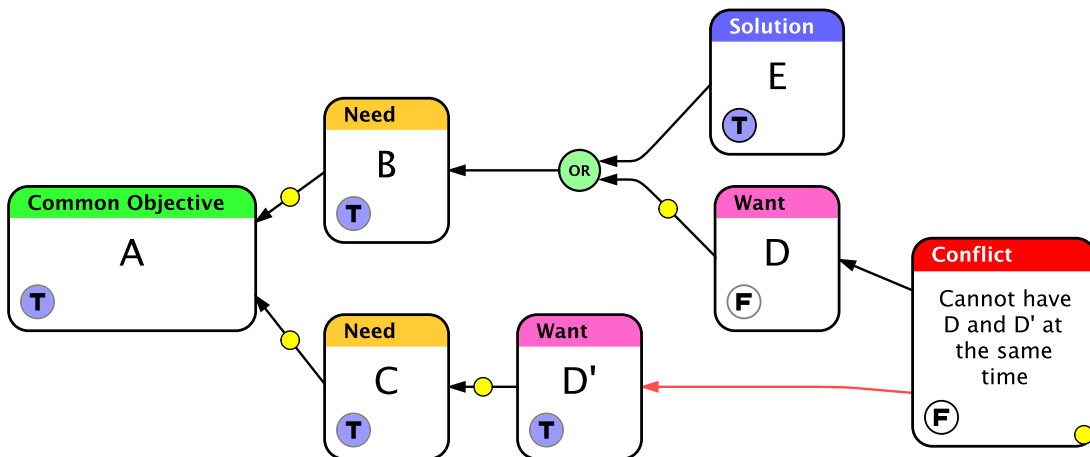 Solution
E
T
Need
B
T
OR
Common Objective
A
T
Want
D
F
Conflict
Cannot have
D and D' at
the same
time
F
Need
C
T
Want
D'
T